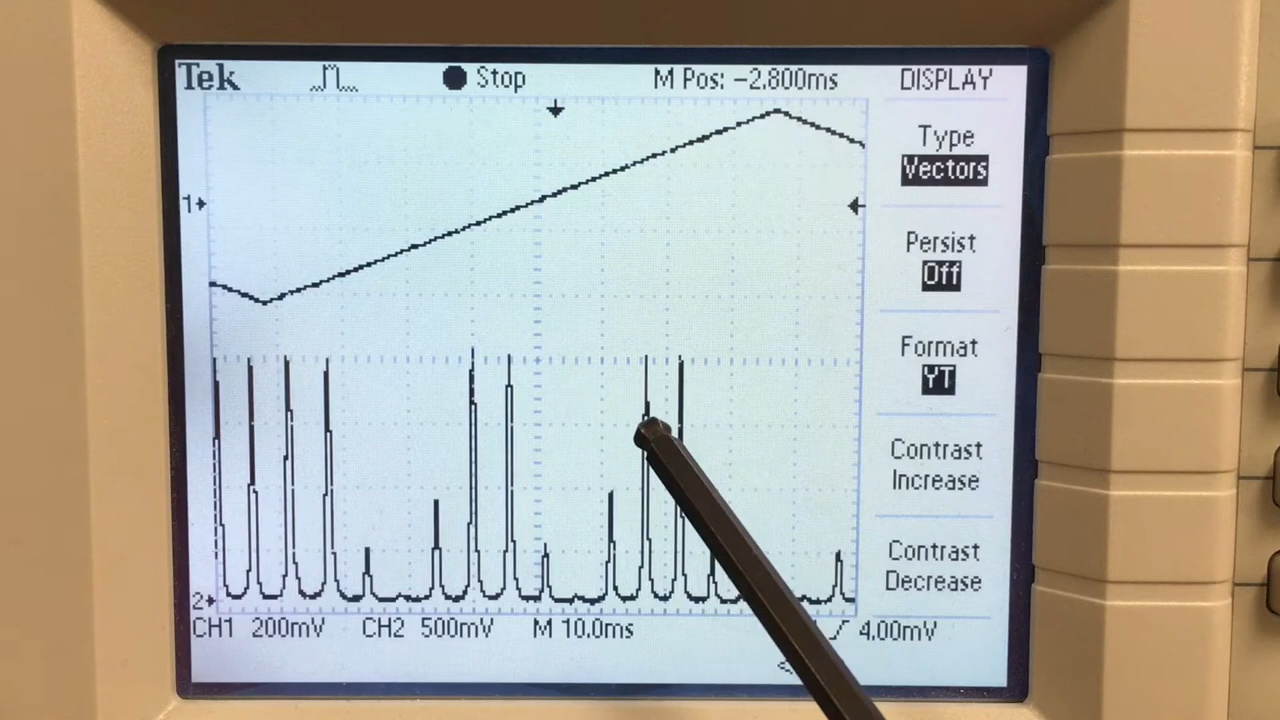 Tek Stop M Pos: -2.800ms DISPLAY
Type
Vectors
1
Persist
Off
Format
YT
Contrast
Increase
Contrast
Decrease
2
CH1 200mV CH2 500mV M 10.0ms 4.00mV